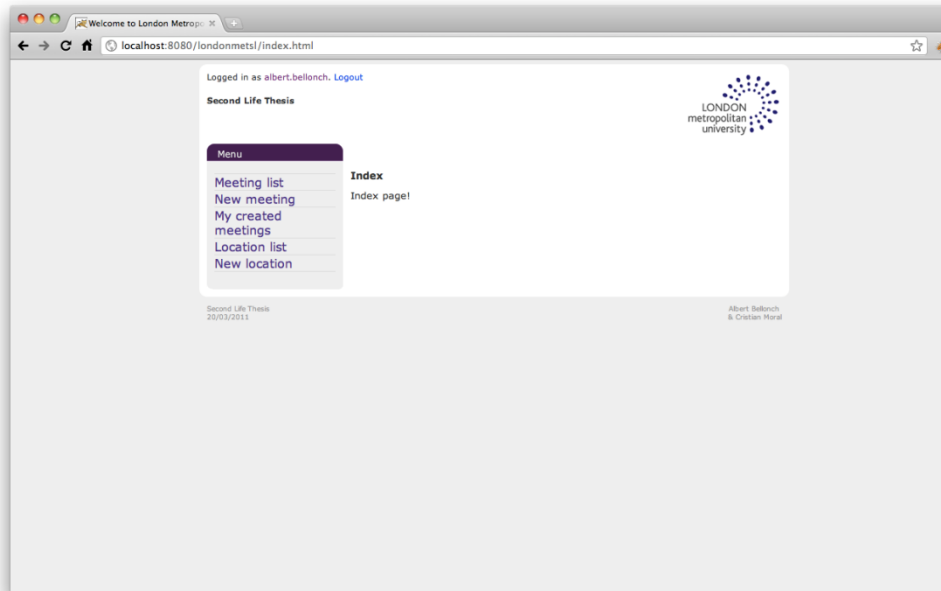 Welcome to London Metropo
localhost:8080/londonmetsl/index.html
Logged in as albert.bellonch. Logout
Second Life Thesis
LONDON
metropolitan
university
Menu
Meeting list
New meeting
My created
meetings
Location list
New location
Index
Index page!
Second Life Thesis
20/03/2011
Albert Bellonch
& Cristian Moral